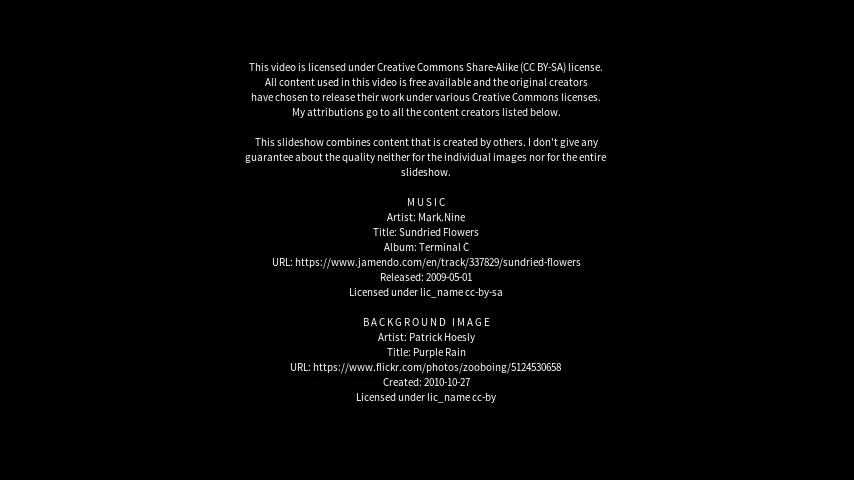 This video is licensed under Creative Commons Share-Alike (CC BY-SA) license.
All content used in this video is free available and the original creators
have chosen to release their work under various Creative Commons licenses.
My attributions go to all the content creators listed below.
This slideshow combines content that is created by others. I don't give any
guarantee about the quality neither for the individual images nor for the entire
slideshow.
M U S I C
Artist: Mark.Nine
Title: Sundried Flowers
Album: Terminal C
URL: https://www.jamendo.com/en/track/337829/sundried-flowers
Released: 2009-05-01
Licensed under lic_name cc-by-sa
B A C K G R O U N D   I M A G E
Artist: Patrick Hoesly
Title: Purple Rain
URL: https://www.flickr.com/photos/zooboing/5124530658
Created: 2010-10-27
Licensed under lic_name cc-by